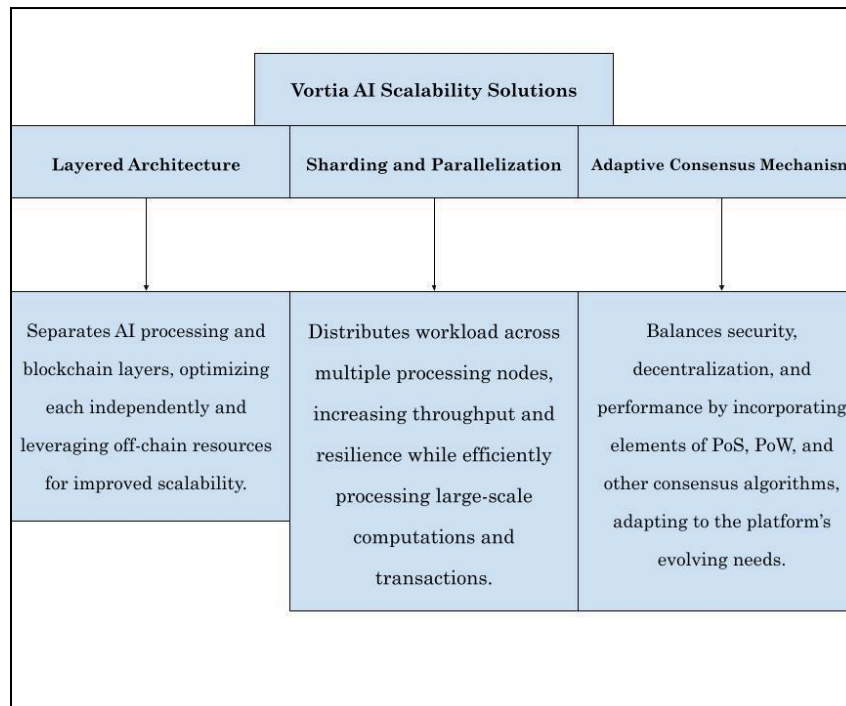 Vortia AI Scalability Solutions
Layered Architecture
Sharding and Parallelization
Adaptive Consensus Mechanism
Separates AI processing and
blockchain layers, optimizing
each independently and
leveraging off-chain resources
for improved scalability.
Distributes workload across
multiple processing nodes,
increasing throughput and
resilience while efficiently
processing large-scale
computations and
transactions.
Balances security,
decentralization, and
performance by incorporating
elements of PoS, PoW, and
other consensus algorithms,
adapting to the platform’s
evolving needs.